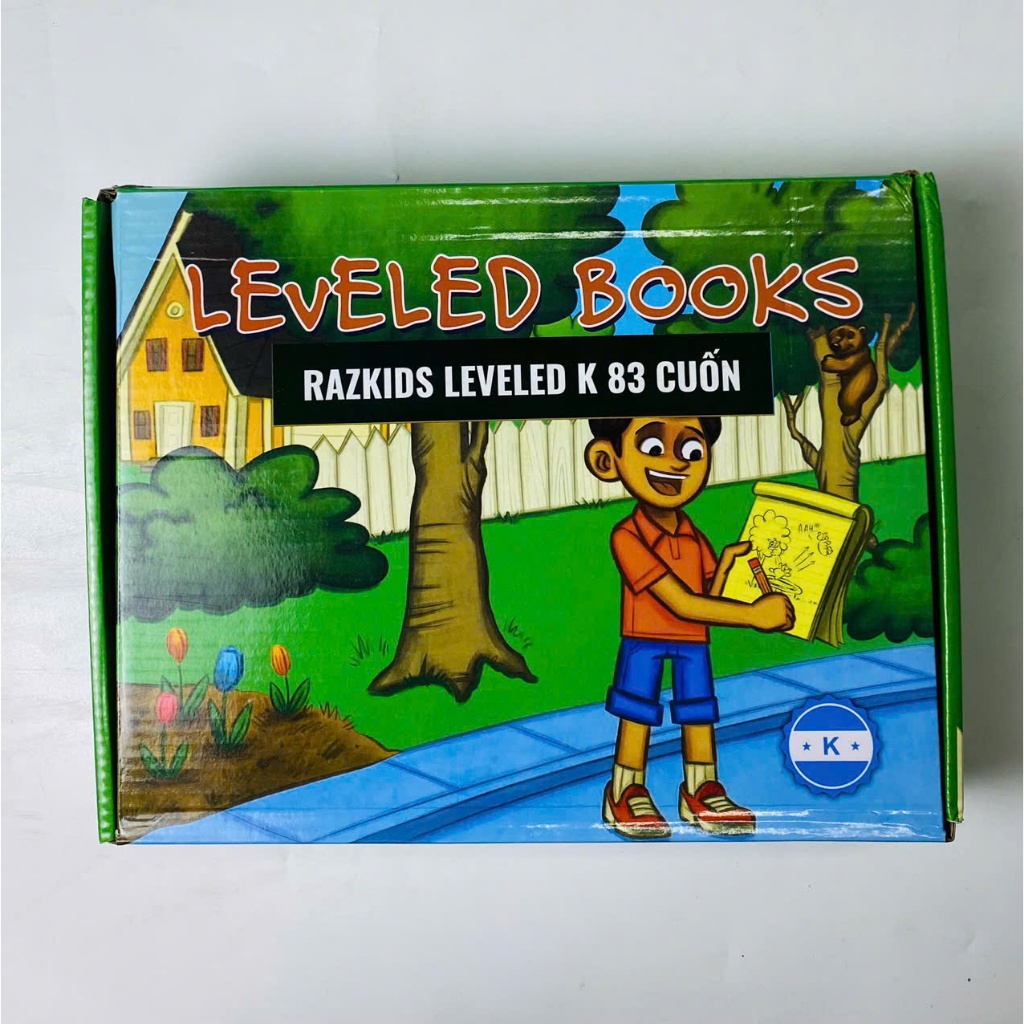 LEVELED BOOKS
RAZKIDS LEVELED K 83 CUỐN
K